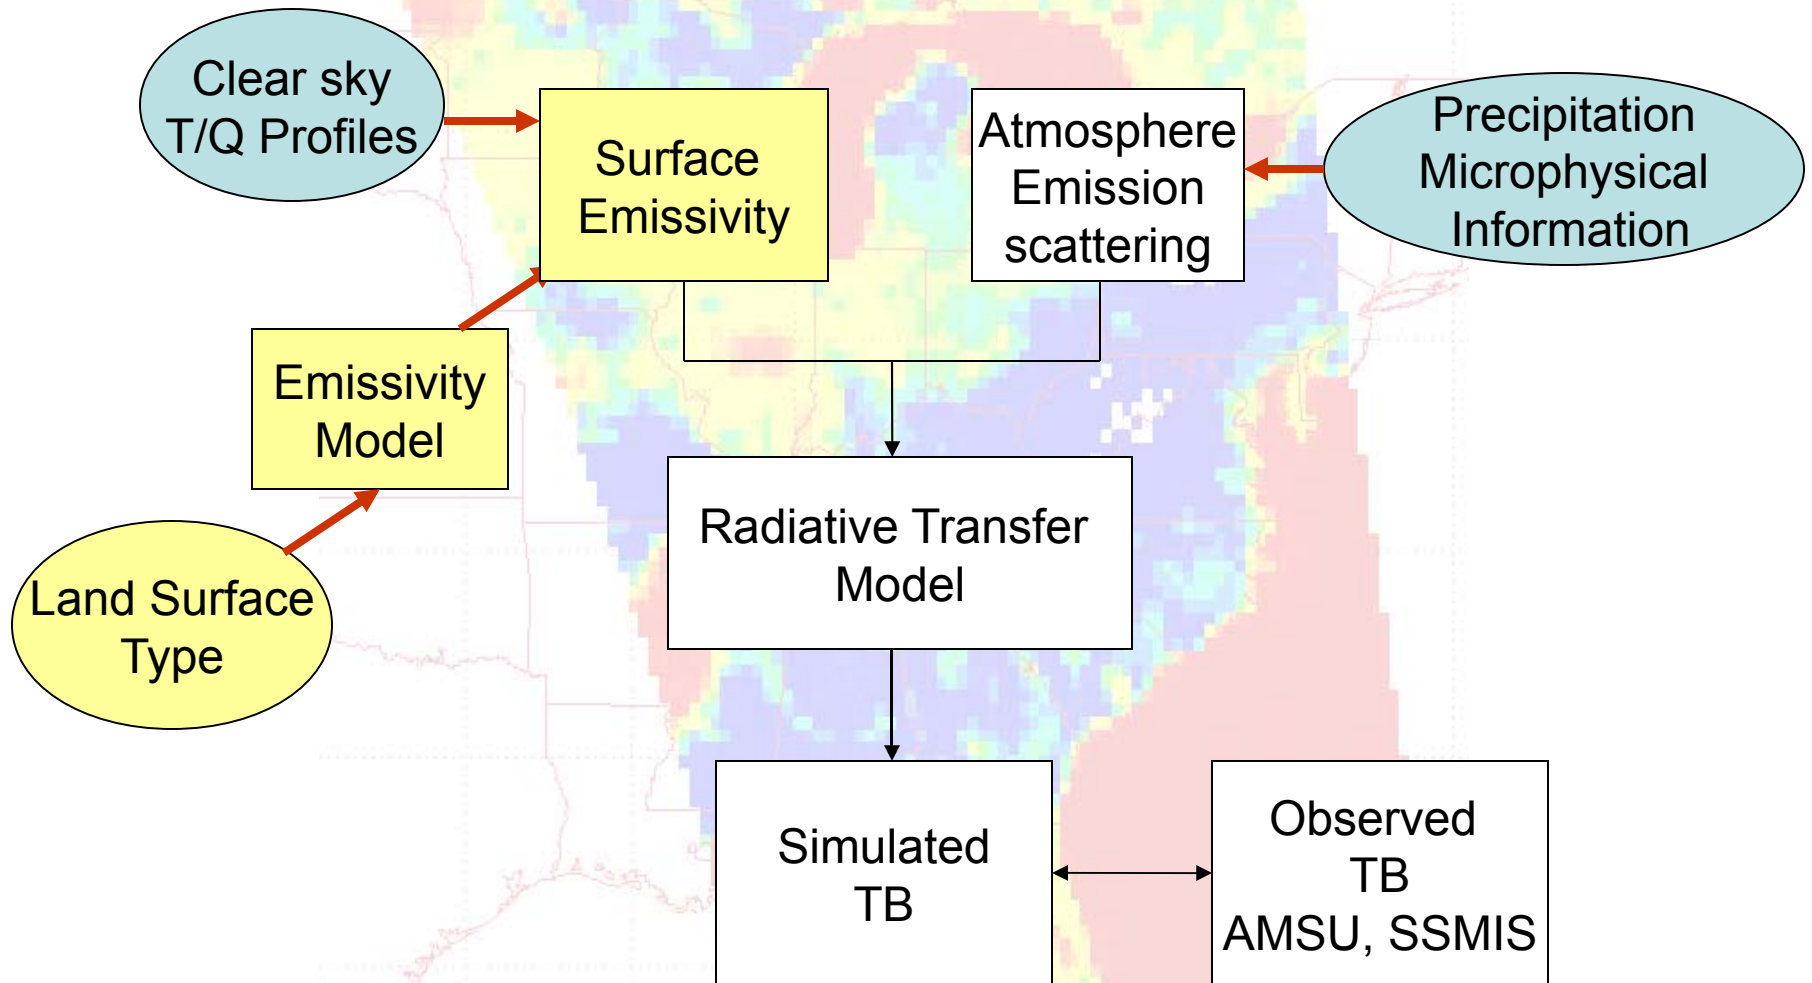 Clear sky
T/Q Profiles
Surface
Emissivity
Atmosphere
Emission
scattering
Precipitation
Microphysical
Information
Emissivity
Model
Land Surface
Type
Radiative Transfer
Model
Simulated
TB
Observed
TB
AMSU, SSMIS